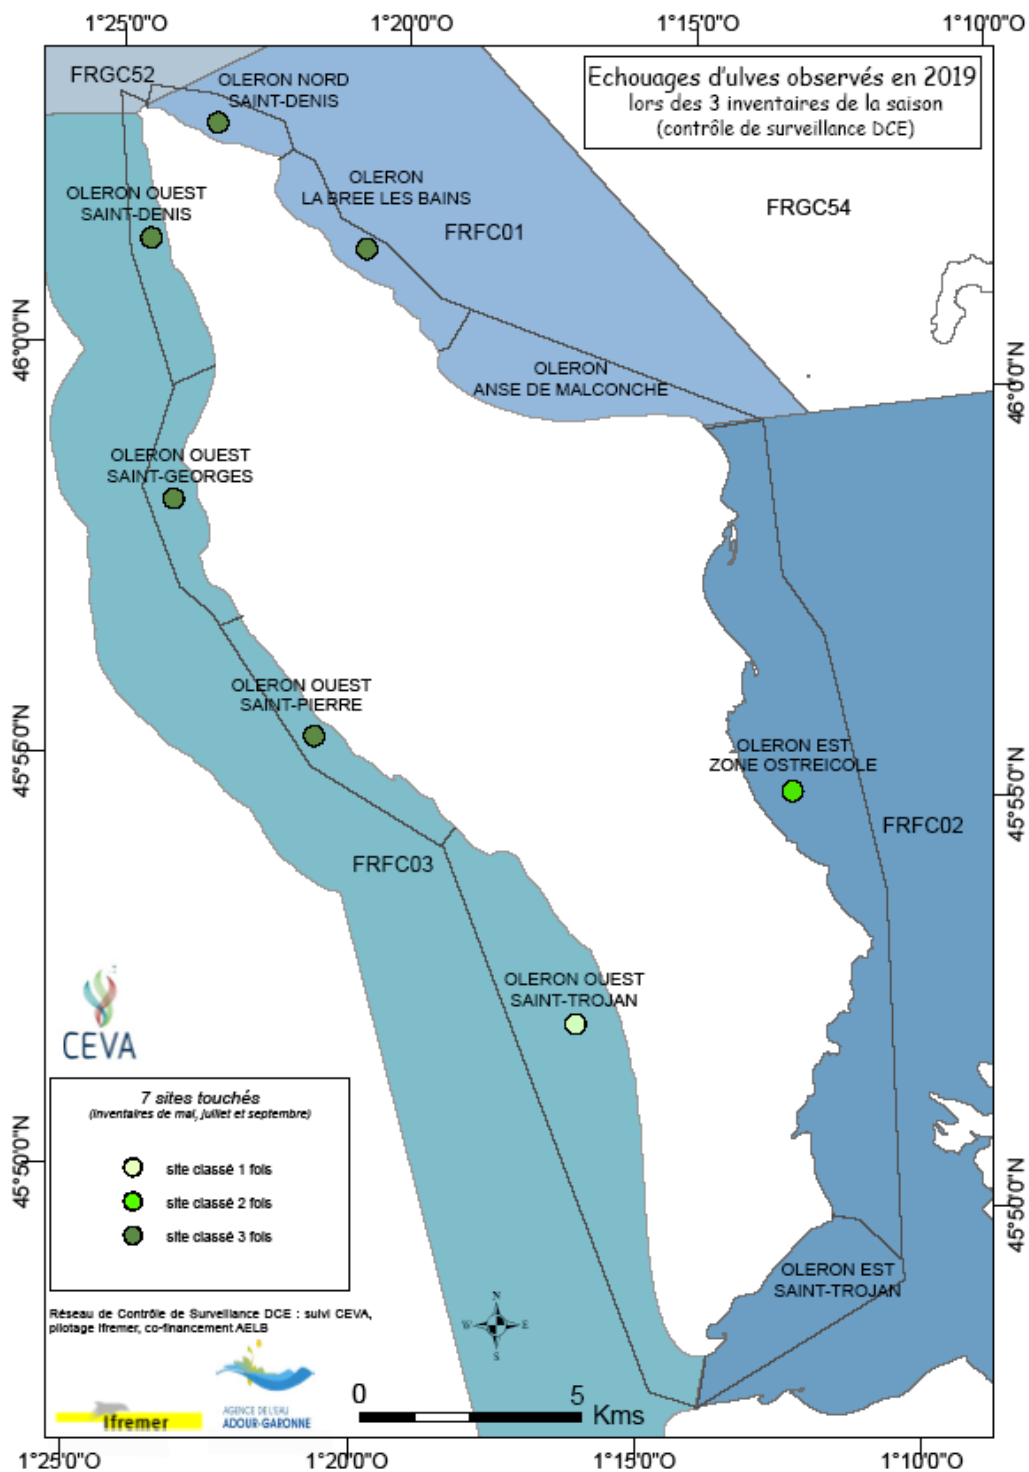 1°25'0"O 1°20'0"O 1°15'0"O 1°10'0"O
FRGC52
OLERON NORD
SAINT-DENIS
Echouages d'ulves observés en 2019
lors des 3 inventaires de la saison
(contrôle de surveillance DCE)
OLERON OUEST
SAINT-DENIS
OLERON
LA BREE LES BAINS
FRFC01
FRGC54
46°0'0"N
46°0'0"N
OLERON
ANSE DE MALCONCHE
OLERON OUEST
SAINT-GEORGES
OLERON OUEST
SAINT-PIERRE
45°55'0"N
OLERON EST
ZONE OSTREICOLE
45°55'0"N
FRFC02
FRFC03
OLERON OUEST
SAINT-TROJAN
CEVA
7 sites touchés
(inventaires de mai, juillet et septembre)
site classé 1 fois
site classé 2 fois
site classé 3 fois
45°50'0"N
45°50'0"N
OLERON EST
SAINT-TROJAN
Réseau de Contrôle de Surveillance DCE : suivi CEVA,
pilotage Ifremer, co-financement AELB
N
W E
S
AGENCE DE L'EAU
ADOUR-GARONNE
Ifremer
0 5
Kms
1°25'0"O 1°20'0"O 1°15'0"O 1°10'0"O